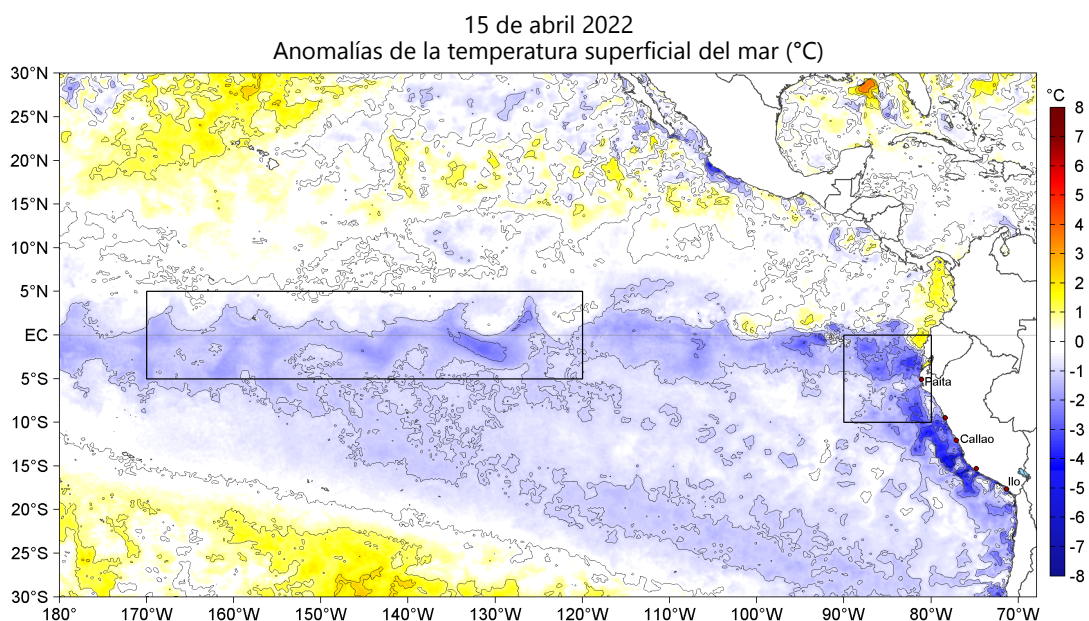 15 de abril 2022
Anomalías de la temperatura superficial del mar (°C)
30°N
25°N
20°N
15°N
10°N
5°N
EC
5°S
10°S
15°S
20°S
25°S
30°S
180
170°W
160°W
150°W
140°W
130°W
120°W
110°W
100°W
90°W
80°W
70°W
Paita
Callao
Ilo
°C
8
7
6
5
4
3
2
1
0
-1
-2
-3
-4
-5
-6
-7
-8